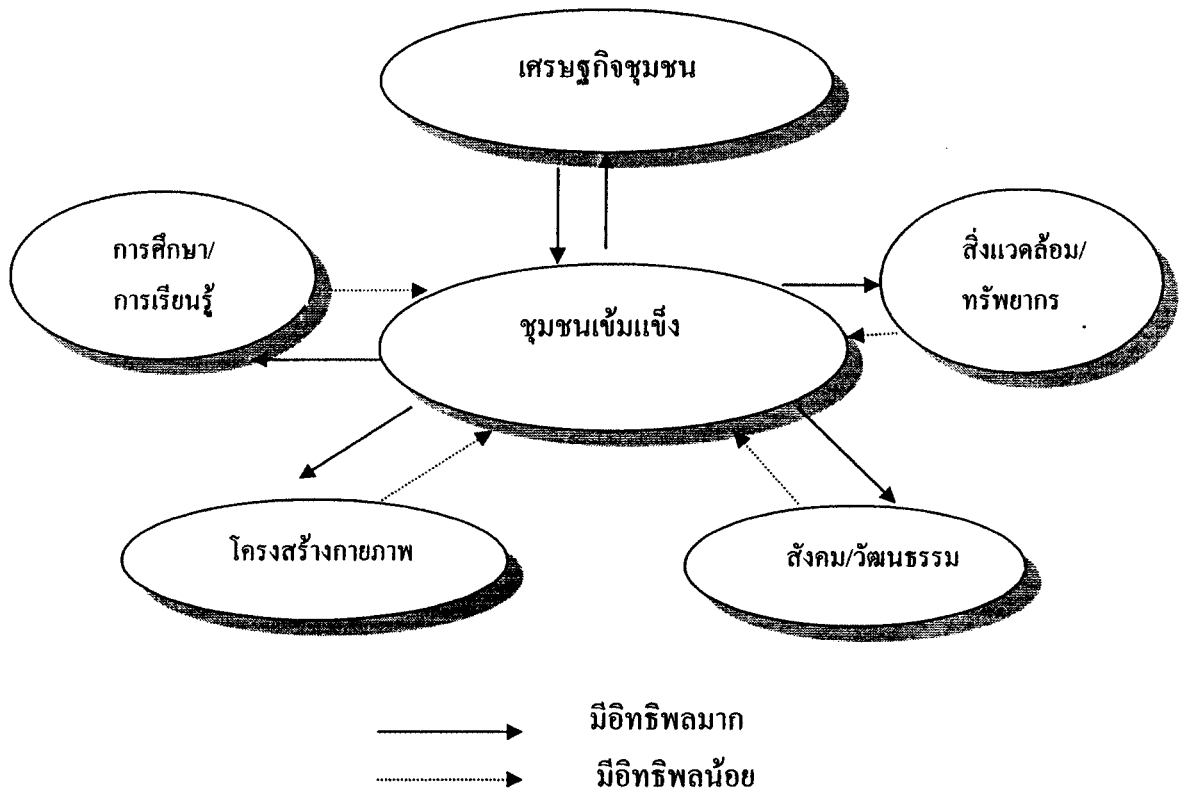 เศรษฐกิจชุมชน
การศึกษา/
การเรียนรู้
สิ่งแวดล้อม/
ทรัพยากร
ชุมชนเข้มแข็ง
โครงสร้างกายภาพ
สังคม/วัฒนธรรม
มีอิทธิพลมาก
มีอิทธิพลน้อย